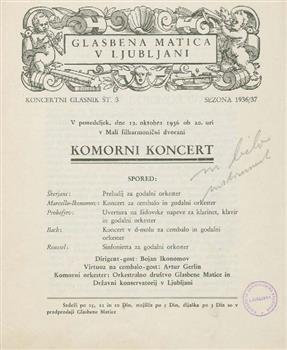 GLASBENA MATICA
V LJUBLJANI
KONCERTNI GLASNIK ŠT. 3 SEZONA 1936/37
V ponedeljek, dne 12. oktobra 1936 ob 20. uri
v Mali filharmonični dvorani
KOMORNI KONCERT
SPORED:
Škerjanc: Preludij za godalni orkester
Marcello-Ikonomov: Koncert za cembalo in godalni orkester
Prokofjev: Uvertura na židovske napeve za klarinet, klavir
in godalni orkester
Bach: Koncert v d-molu za cembalo in godalni
orkester
Roussel: Sinfonietta za godalni orkester
Dirigent-gost: Bojan Ikonomov
Virtuoz na cembalo-gost: Artur Gerlin
Komorni orkester: Orkestralno društvo Glasbene Matice in
Državni konservatorij v Ljubljani
Sedeži po 15, 12 in 10 Din, stojišča po 5 Din, dijaška po 3 Din so v
predprodaji Glasbene Matice